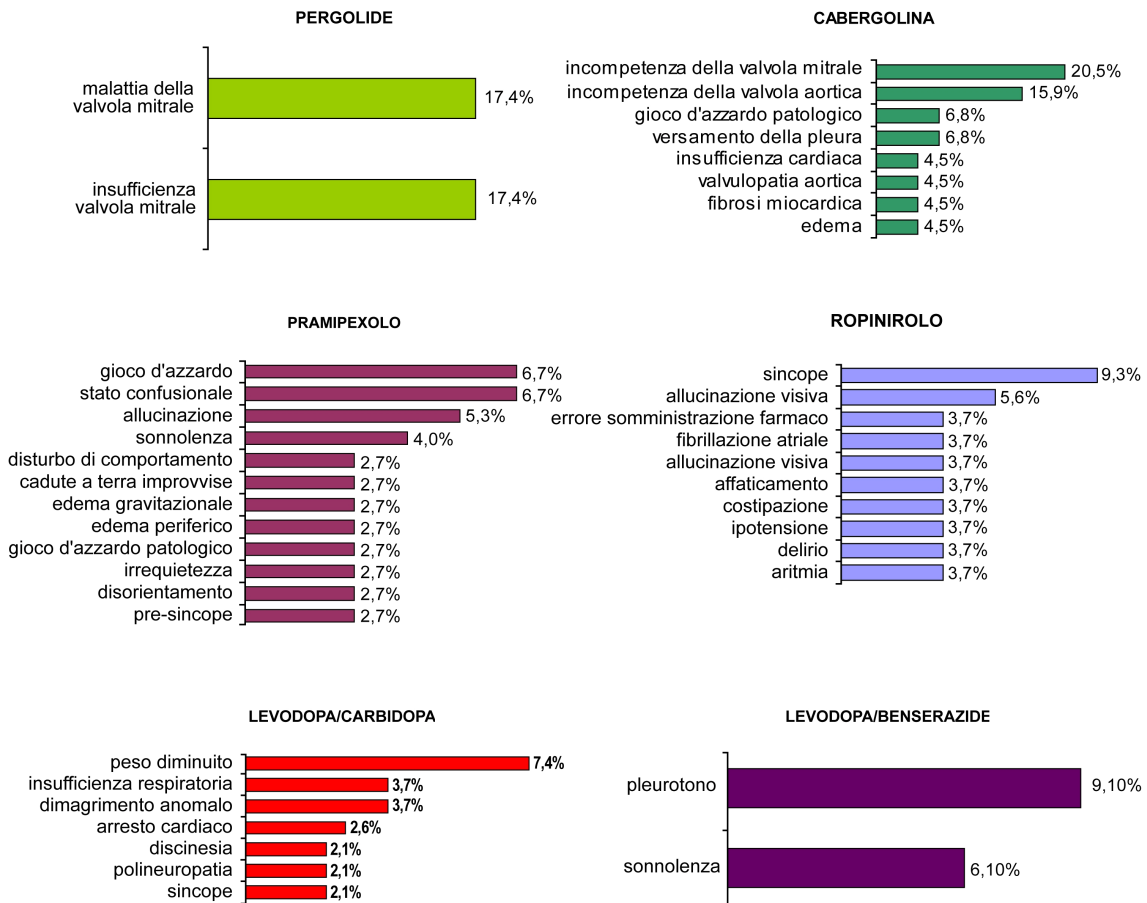 PERGOLIDE
malattia della
valvola mitrale
17,4%
insufficienza
valvola mitrale
17,4%
CABERGOLINA
incompetenza della valvola mitrale 20,5%
incompetenza della valvola aortica 15,9%
gioco d'azzardo patologico 6,8%
versamento della pleura 6,8%
insufficienza cardiaca 4,5%
valvulopatia aortica 4,5%
fibrosi miocardica 4,5%
edema 4,5%
PRAMIPEXOLO
gioco d'azzardo 6,7%
stato confusionale 6,7%
allucinazione 5,3%
sonnolenza 4,0%
disturbo di comportamento 2,7%
cadute a terra improvvise 2,7%
edema gravitazionale 2,7%
edema periferico 2,7%
gioco d'azzardo patologico 2,7%
irrequietezza 2,7%
disorientamento 2,7%
pre-sincope 2,7%
ROPINIROLO
sincope 9,3%
allucinazione visiva 5,6%
errore somministrazione farmaco 3,7%
fibrillazione atriale 3,7%
allucinazione visiva 3,7%
affaticamento 3,7%
costipazione 3,7%
ipotensione 3,7%
delirio 3,7%
aritmia 3,7%
LEVODOPA/CARBIDOPA
peso diminuito 7,4%
insufficienza respiratoria 3,7%
dimagrimento anomalo 3,7%
arresto cardiaco 2,6%
discinesia 2,1%
polineuropatia 2,1%
sincope 2,1%
LEVODOPA/BENSERAZIDE
pleurotono 9,10%
sonnolenza 6,10%